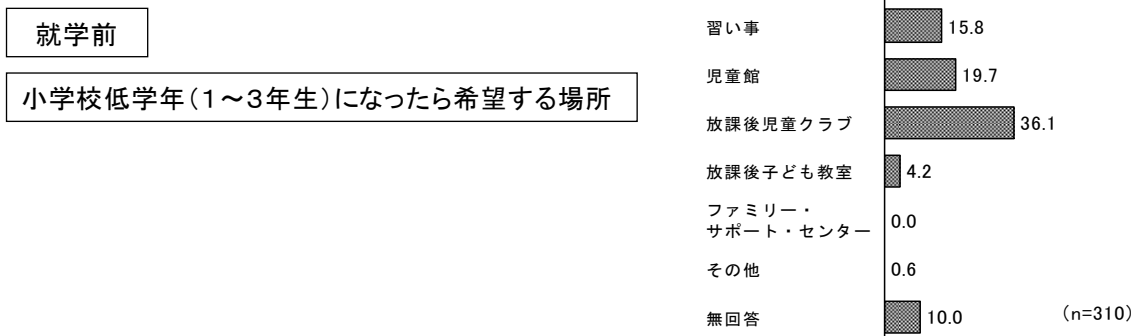 就学前
小学校低学年(1~3年生)になったら希望する場所
習い事 15.8
児童館 19.7
放課後児童クラブ 36.1
放課後子ども教室 4.2
ファミリー・
サポート・センター 0.0
その他 0.6
無回答 10.0 (n=310)